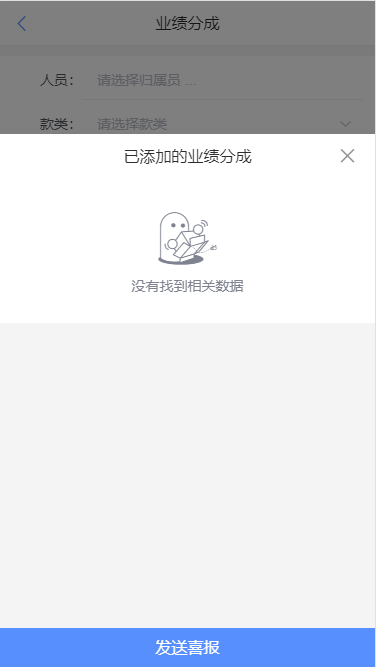 业绩分成
人员： 请选择归属员 ...
款类： 请选择款类
已添加的业绩分成
没有找到相关数据
发送喜报